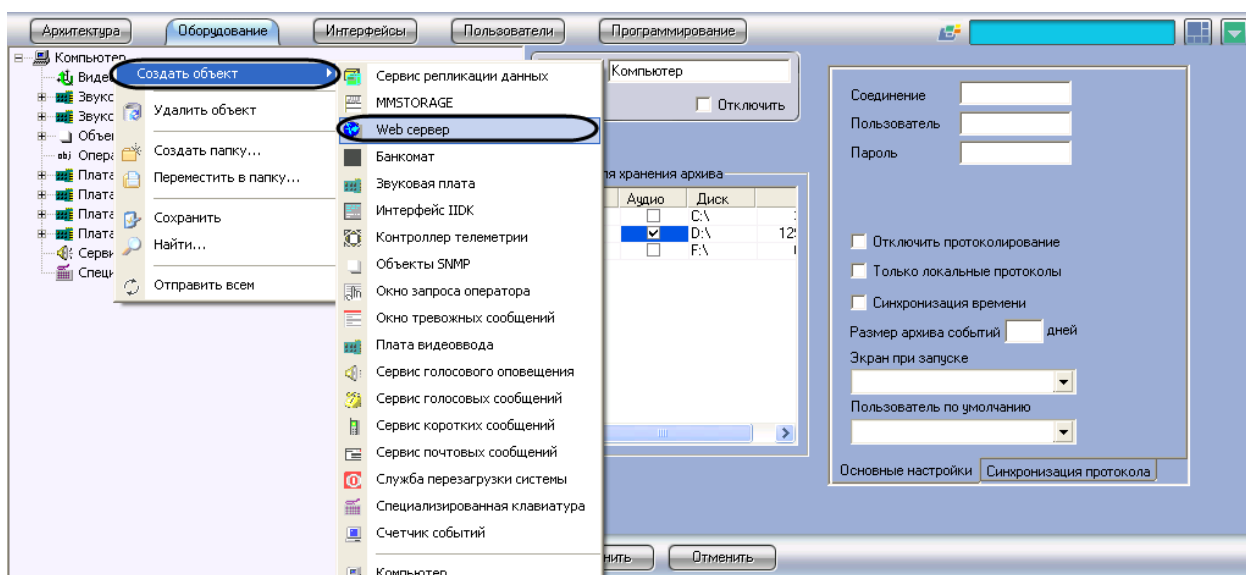 Архитектура Оборудование Интерфейсы Пользователи Программирование
Компьютер
Создать объект
Удалить объект
Создать папку...
Переместить в папку...
Сохранить
Найти...
Отправить всем
Сервис репликации данных
MMSTORAGE
Web сервер
Банкомат
Звуковая плата
Интерфейс IIDK
Контроллер телеметрии
Объекты SNMP
Окно запроса оператора
Окно тревожных сообщений
Плата видеоввода
Сервис голосового оповещения
Сервис голосовых сообщений
Сервис коротких сообщений
Сервис почтовых сообщений
Служба перезагрузки системы
Специализированная клавиатура
Счетчик событий
Компьютер
Компьютер
Отключить
хранения архива
Аудио Диск
C:\
D:\
F:\
Соединение
Пользователь
Пароль
Отключить протоколирование
Только локальные протоколы
Синхронизация времени
Размер архива событий дней
Экран при запуске
Пользователь по умолчанию
Основные настройки Синхронизация протокола
Отменить